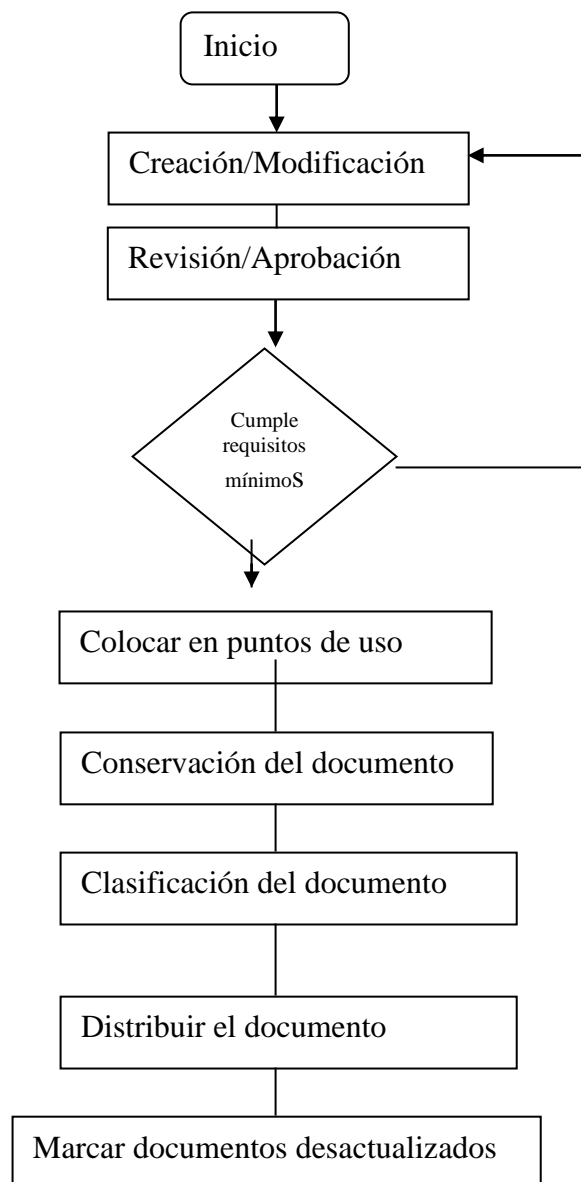 Inicio
Creación/Modificación
Revisión/Aprobación
Cumple
requisitos
mínimoS
Colocar en puntos de uso
Conservación del documento
Clasificación del documento
Distribuir el documento
Marcar documentos desactualizados